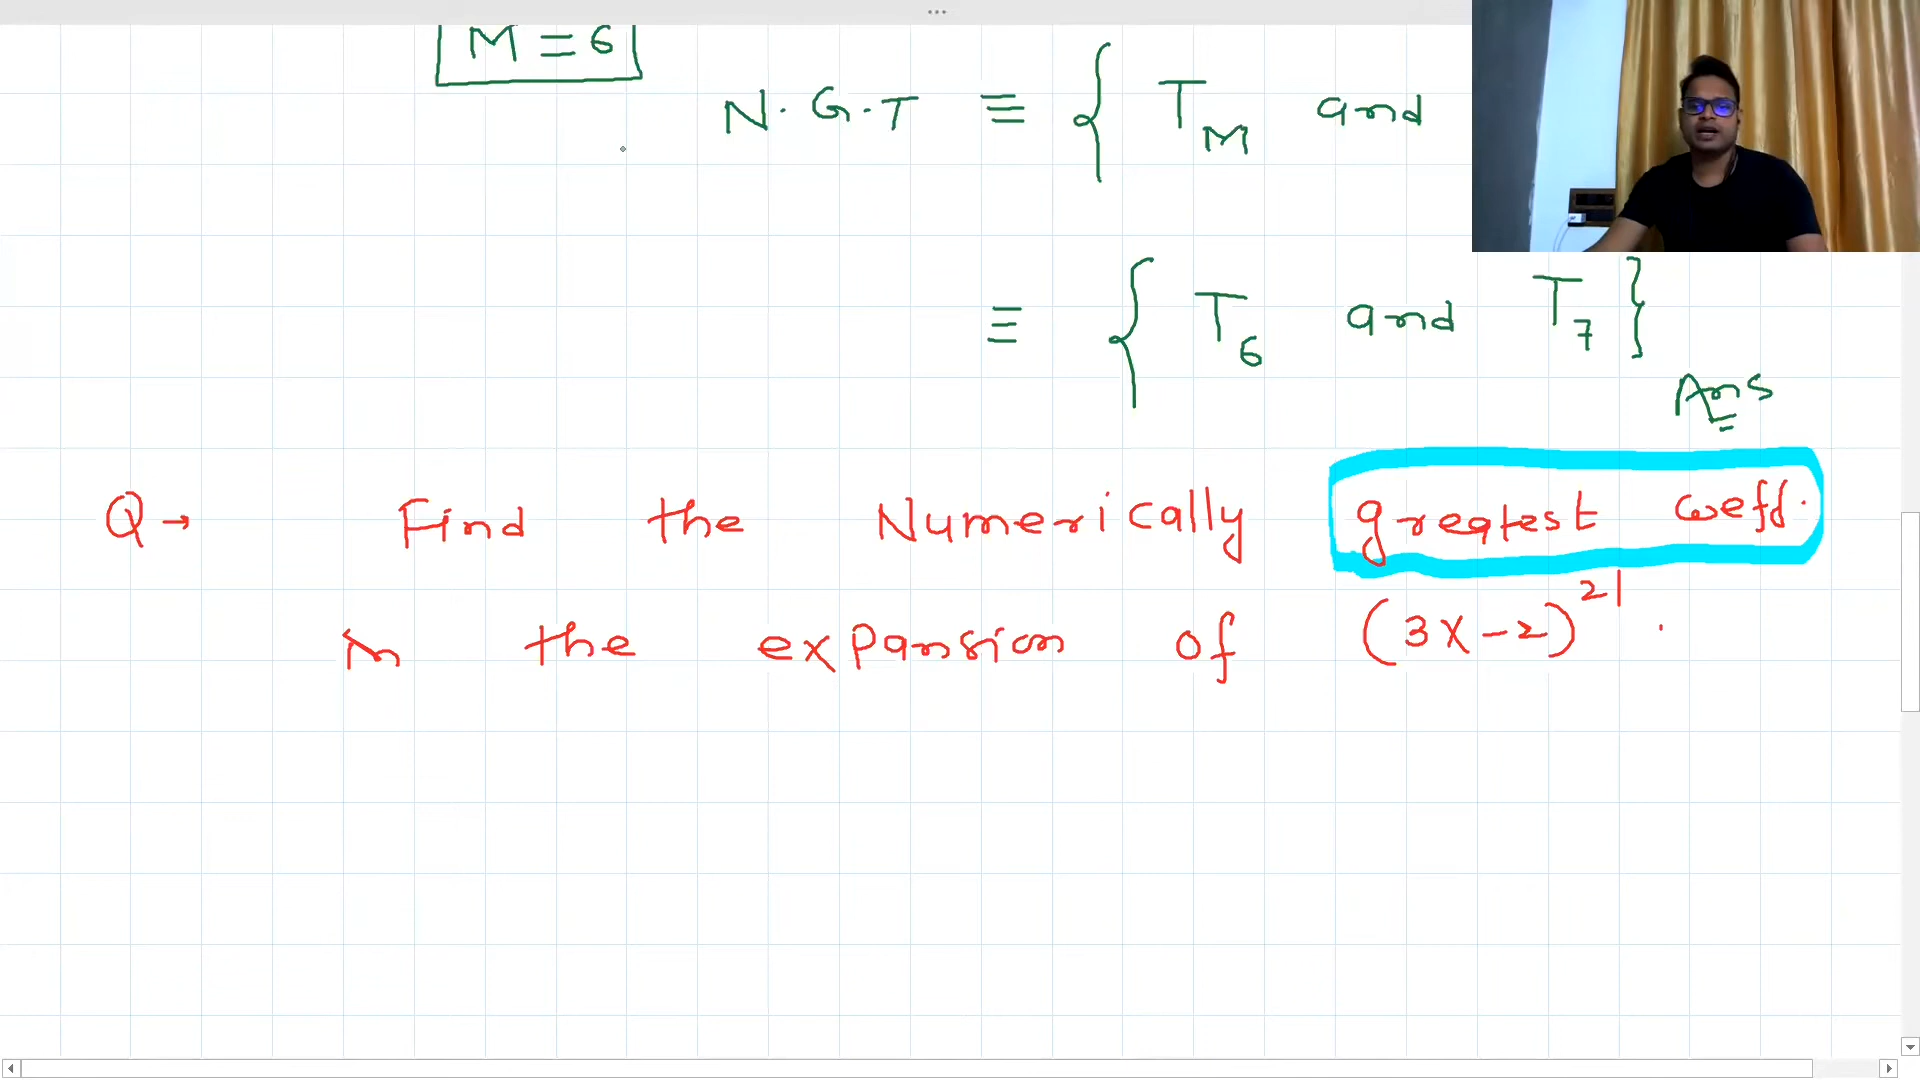 M = 6
N.G.T ≡ { T_M and
≡ { T_6 and T_7 }
Ans
Q → Find the Numerically greatest coeff.
In the expansion of (3x-2)^21 .